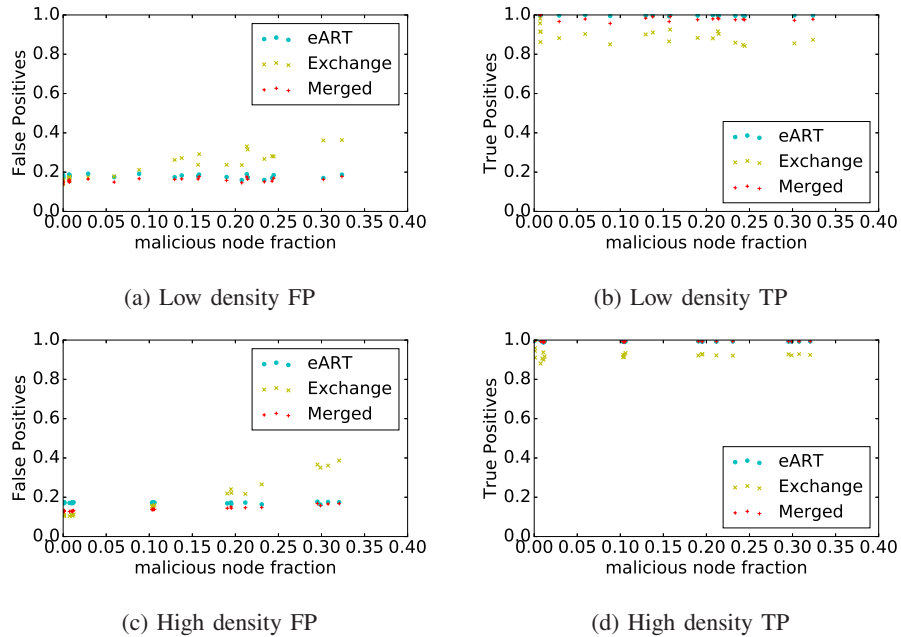 1.0
0.8
0.6
0.4
0.2
0.0
False Positives
eART
Exchange
Merged
0.00 0.05 0.10 0.15 0.20 0.25 0.30 0.35 0.40
malicious node fraction
(a) Low density FP
1.0
0.8
0.6
0.4
0.2
0.0
True Positives
eART
Exchange
Merged
0.00 0.05 0.10 0.15 0.20 0.25 0.30 0.35 0.40
malicious node fraction
(b) Low density TP
1.0
0.8
0.6
0.4
0.2
0.0
False Positives
eART
Exchange
Merged
0.00 0.05 0.10 0.15 0.20 0.25 0.30 0.35 0.40
malicious node fraction
(c) High density FP
1.0
0.8
0.6
0.4
0.2
0.0
True Positives
eART
Exchange
Merged
0.00 0.05 0.10 0.15 0.20 0.25 0.30 0.35 0.40
malicious node fraction
(d) High density TP